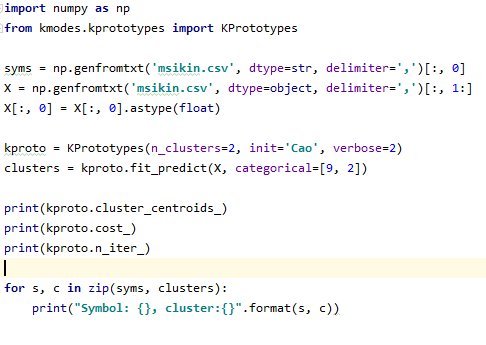 import numpy as np
from kmodes.kprototypes import KPrototypes
syms = np.genfromtxt('msikin.csv', dtype=str, delimiter=',')[:, 0]
X = np.genfromtxt('msikin.csv', dtype=object, delimiter=',')[:, 1:]
X[:, 0] = X[:, 0].astype(float)
kproto = KPrototypes(n_clusters=2, init='Cao', verbose=2)
clusters = kproto.fit_predict(X, categorical=[9, 2])
print(kproto.cluster_centroids_)
print(kproto.cost_)
print(kproto.n_iter_)
for s, c in zip(syms, clusters):
    print("Symbol: {}, cluster:{}".format(s, c))